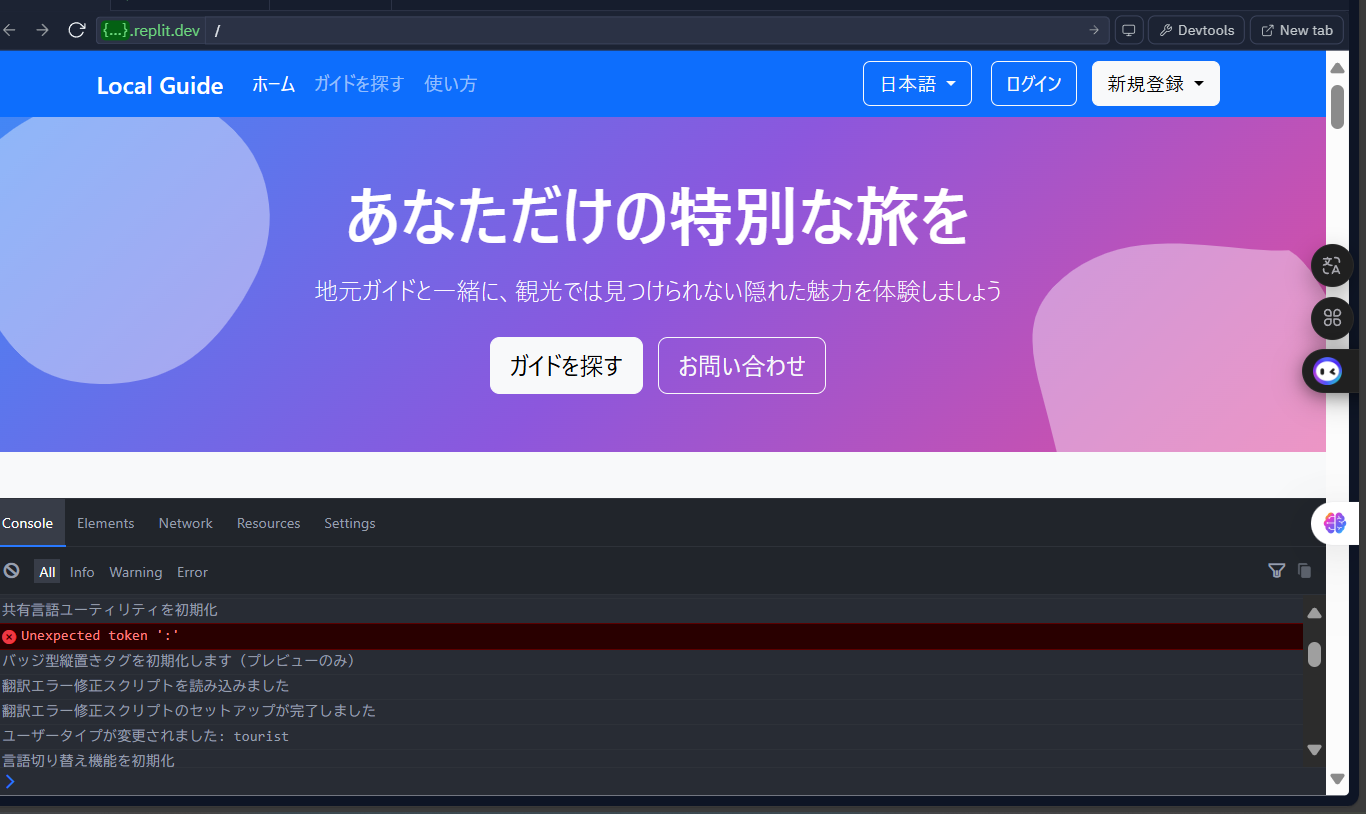 {...}.replit.dev /
Devtools
New tab
Local Guide ホーム ガイドを探す 使い方 日本語 ログイン 新規登録
あなただけの特別な旅を
地元ガイドと一緒に、観光では見つけられない隠れた魅力を体験しましょう
ガイドを探す お問い合わせ
Console Elements Network Resources Settings
All Info Warning Error
共有言語ユーティリティを初期化
Unexpected token ':'
バッジ型縦置きタグを初期化します（プレビューのみ）
翻訳エラー修正スクリプトを読み込みました
翻訳エラー修正スクリプトのセットアップが完了しました
ユーザータイプが変更されました: tourist
言語切り替え機能を初期化